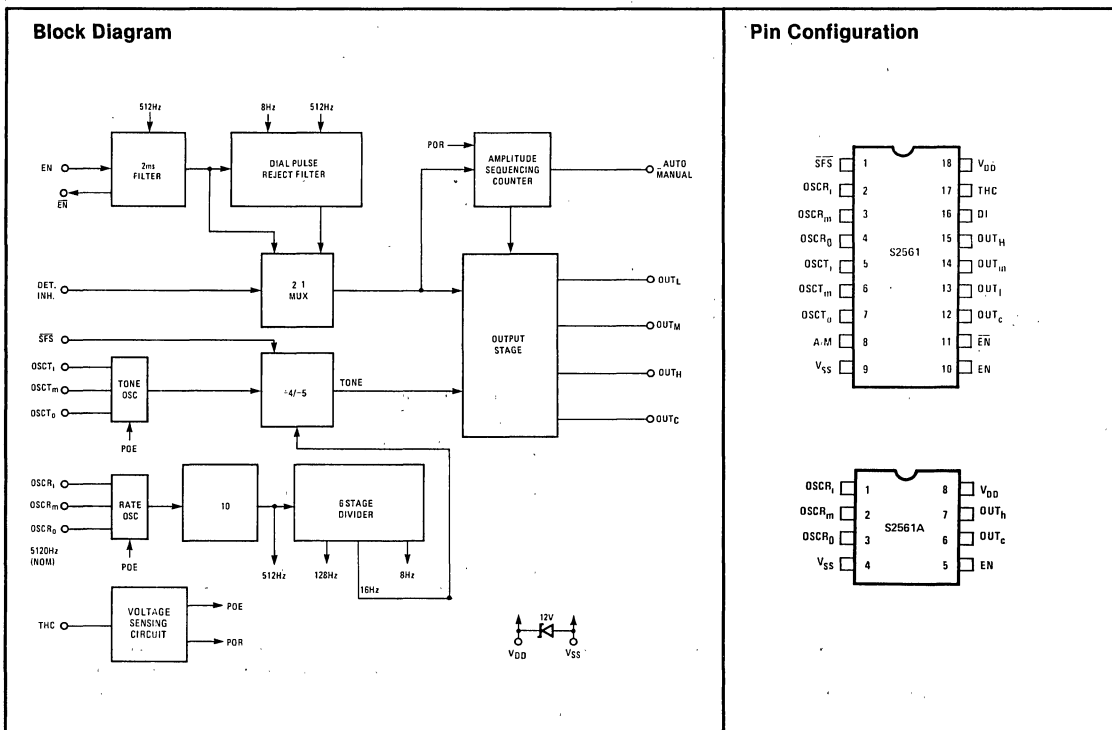 Block Diagram
512Hz
8Hz
512Hz
EN
EN
2ms
FILTER
DIAL PULSE
REJECT FILTER
POR
AMPLITUDE
SEQUENCING
COUNTER
AUTO
MANUAL
DET.
INH.
2 1
MUX
OUTL
OUTM
OUTH
OUTC
OUTPUT
STAGE
SFS
OSCTi
OSCTm
OSCTo
TONE
OSC
POE
÷4/÷5
TONE
OSCRi
OSCRm
OSCRo
5120Hz
(NOM)
RATE
OSC
POE
10
6 STAGE
DIVIDER
512Hz
128Hz
16Hz
8Hz
THC
VOLTAGE
SENSING
CIRCUIT
POE
POR
12V
VDD
VSS
Pin Configuration
S2561
SFS 1
OSCRi 2
OSCRm 3
OSCR0 4
OSCTi 5
OSCTm 6
OSCTo 7
A/M 8
VSS 9
18 VDD
17 THC
16 DI
15 OUTH
14 OUTm
13 OUTl
12 OUTc
11 EN
10 EN
S2561A
OSCRi 1
OSCRm 2
OSCR0 3
VSS 4
8 VDD
7 OUTh
6 OUTc
5 EN